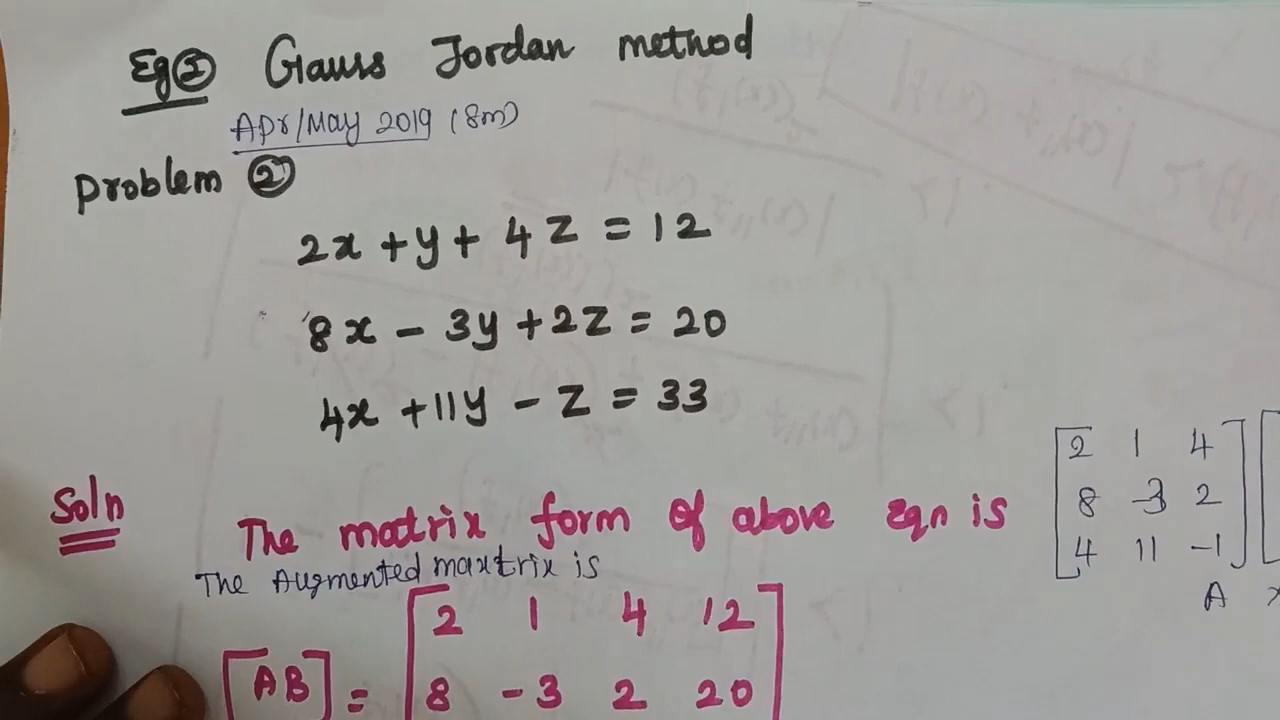 Eg② Gauss Jordan method
Apr/May 2019 (8m)
Problem ②
2x + y + 4z = 12
8x - 3y + 2z = 20
4x + 11y - z = 33
Soln
The matrix form of above Eqn is
2 1 4
8 -3 2
4 11 -1
A
The Augmented maxtrix is
[AB] =
2 1 4 12
8 -3 2 20